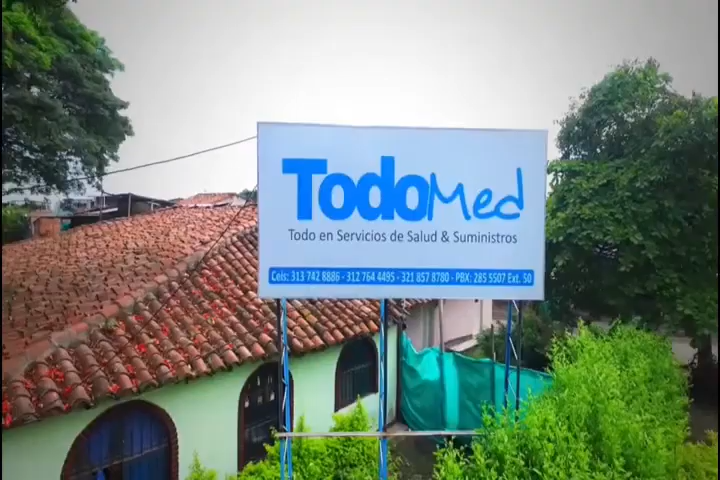 TodoMed
Todo en Servicios de Salud & Suministros
Cels: 313 742 8886 - 312 764 4495 - 321 857 8780 - PBX: 285 5507 Ext. 50